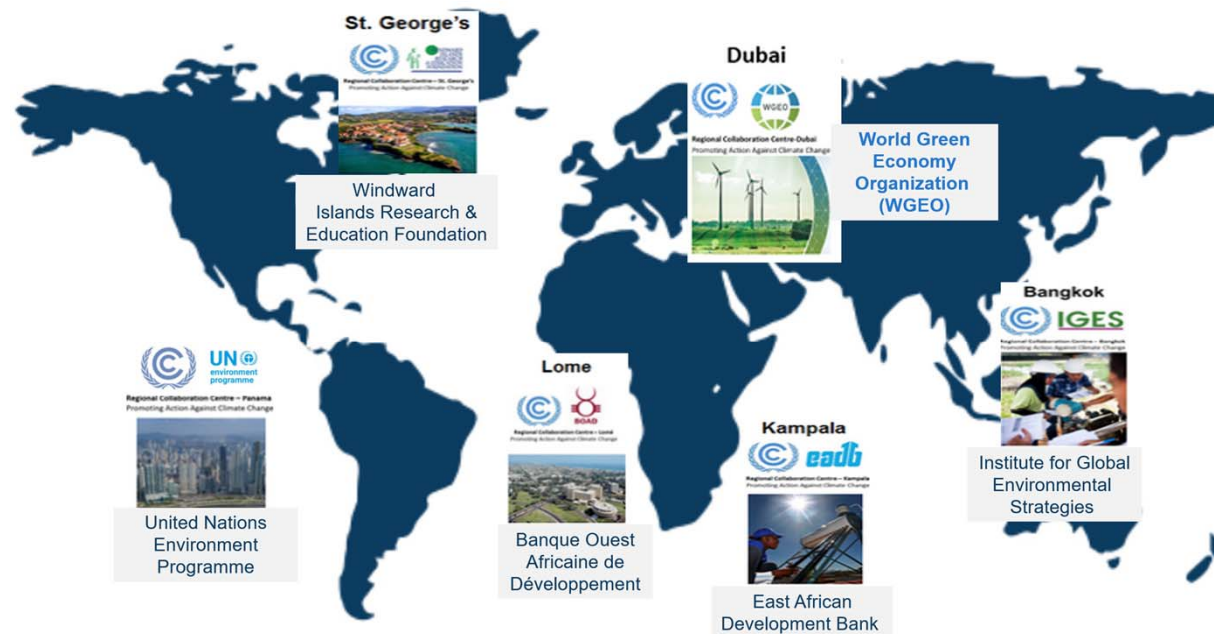 St. George's
Regional Collaboration Centre – St. George's
Promoting Action Against Climate Change
Windward
Islands Research &
Education Foundation
Dubai
WGEO
Regional Collaboration Centre-Dubai
Promoting Action Against Climate Change
World Green
Economy
Organization
(WGEO)
UN
environment
programme
Regional Collaboration Centre – Panama
Promoting Action Against Climate Change
United Nations
Environment
Programme
Lome
BOAD
Regional Collaboration Centre – Lomé
Promoting Action Against Climate Change
Banque Ouest
Africaine de
Développement
Kampala
eadb
Regional Collaboration Centre – Kampala
Promoting Action Against Climate Change
East African
Development Bank
Bangkok
IGES
Regional Collaboration Centre – Bangkok
Promoting Action Against Climate Change
Institute for Global
Environmental
Strategies